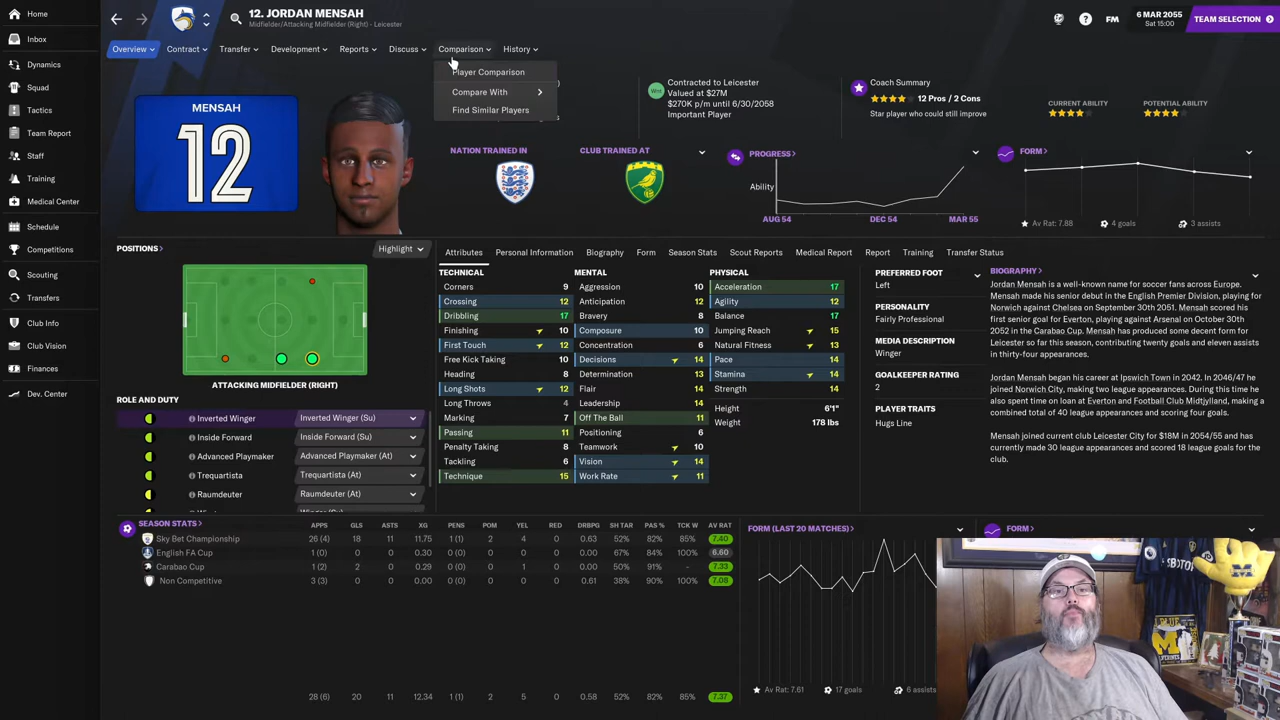 Home
Inbox
Dynamics
Squad
Tactics
Team Report
Staff
Training
Medical Center
Schedule
Competitions
Scouting
Transfers
Club Info
Club Vision
Finances
Dev. Center
12. JORDAN MENSAH
Midfielder/Attacking Midfielder (Right) - Leicester
FM
6 MAR 2055
Sat 15:00
TEAM SELECTION
Overview
Contract
Transfer
Development
Reports
Discuss
Comparison
History
Player Comparison
Compare With
Find Similar Players
MENSAH
12
Wnt
Contracted to Leicester
Valued at $27M
$270K p/m until 6/30/2058
Important Player
Coach Summary
12 Pros / 2 Cons
Star player who could still improve
CURRENT ABILITY
POTENTIAL ABILITY
NATION TRAINED IN
CLUB TRAINED AT
PROGRESS
Ability
AUG 54
DEC 54
MAR 55
FORM
Av Rat: 7.88
4 goals
3 assists
POSITIONS
Highlight
ATTACKING MIDFIELDER (RIGHT)
ROLE AND DUTY
Inverted Winger
Inverted Winger (Su)
Inside Forward
Inside Forward (Su)
Advanced Playmaker
Advanced Playmaker (At)
Trequartista
Trequartista (At)
Raumdeuter
Raumdeuter (At)
Attributes
Personal Information
Biography
Form
Season Stats
Scout Reports
Medical Report
Report
Training
Transfer Status
TECHNICAL
Corners 9
Crossing 12
Dribbling 17
Finishing 10
First Touch 12
Free Kick Taking 10
Heading 8
Long Shots 12
Long Throws 4
Marking 7
Passing 11
Penalty Taking 8
Tackling 6
Technique 15
MENTAL
Aggression 10
Anticipation 12
Bravery 8
Composure 10
Concentration 6
Decisions 14
Determination 13
Flair 14
Leadership 14
Off The Ball 11
Positioning 6
Teamwork 10
Vision 14
Work Rate 11
PHYSICAL
Acceleration 17
Agility 12
Balance 17
Jumping Reach 15
Natural Fitness 13
Pace 14
Stamina 14
Strength 14
Height 6'1"
Weight 178 lbs
PREFERRED FOOT
Left
PERSONALITY
Fairly Professional
MEDIA DESCRIPTION
Winger
GOALKEEPER RATING
2
PLAYER TRAITS
Hugs Line
BIOGRAPHY
Jordan Mensah is a well-known name for soccer fans across Europe.
Mensah made his senior debut in the English Premier Division, playing for
Norwich against Chelsea on September 30th 2051. Mensah scored his
first senior goal for Everton, playing against Arsenal on October 30th
2052 in the Carabao Cup. Mensah has produced some decent form for
Leicester so far this season, contributing twenty goals and eleven assists
in thirty-four appearances.
Jordan Mensah began his career at Ipswich Town in 2042. In 2046/47 he
joined Norwich City, making two league appearances. During this time he
also spent time on loan at Everton and Football Club Midtjylland, making a
combined total of 40 league appearances and scoring four goals.
Mensah joined current club Leicester City for $18M in 2054/55 and has
currently made 30 league appearances and scored 18 league goals for the
club.
SEASON STATS
APPS GLS ASTS XG PENS POM YEL RED DRBPG SH TAR PAS % TCK W AV RAT
Sky Bet Championship 26 (4) 18 11 11.75 1 (1) 2 4 0 0.63 52% 82% 85% 7.40
English FA Cup 1 (0) 0 0 0.30 0 (0) 0 0 0 0.00 67% 84% 100% 6.60
Carabao Cup 1 (2) 2 0 0.29 0 (0) 0 1 0 0.00 50% 91% - 7.33
Non Competitive 3 (3) 0 0 0.00 0 (0) 0 0 0 0.61 38% 90% 100% 7.08
28 (6) 20 11 12.34 1 (1) 2 5 0 0.58 52% 82% 85% 7.37
FORM (LAST 20 MATCHES)
Av Rat: 7.61
17 goals
6 assists
FORM